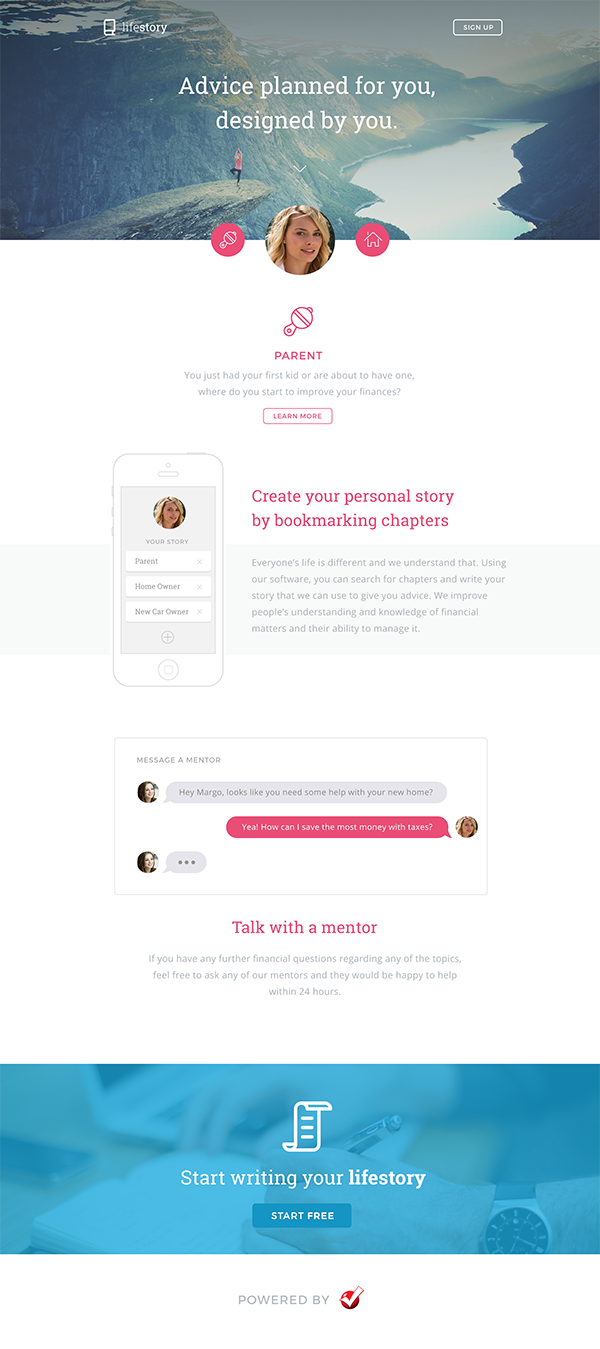 lifestory
SIGN UP
Advice planned for you,
designed by you.
PARENT
You just had your first kid or are about to have one,
where do you start to improve your finances?
LEARN MORE
YOUR STORY
Parent
Home Owner
New Car Owner
Create your personal story
by bookmarking chapters
Everyone's life is different and we understand that. Using
our software, you can search for chapters and write your
story that we can use to give you advice. We improve
people's understanding and knowledge of financial
matters and their ability to manage it.
MESSAGE A MENTOR
Hey Margo, looks like you need some help with your new home?
Yea! How can I save the most money with taxes?
Talk with a mentor
If you have any further financial questions regarding any of the topics,
feel free to ask any of our mentors and they would be happy to help
within 24 hours.
Start writing your lifestory
START FREE
POWERED BY